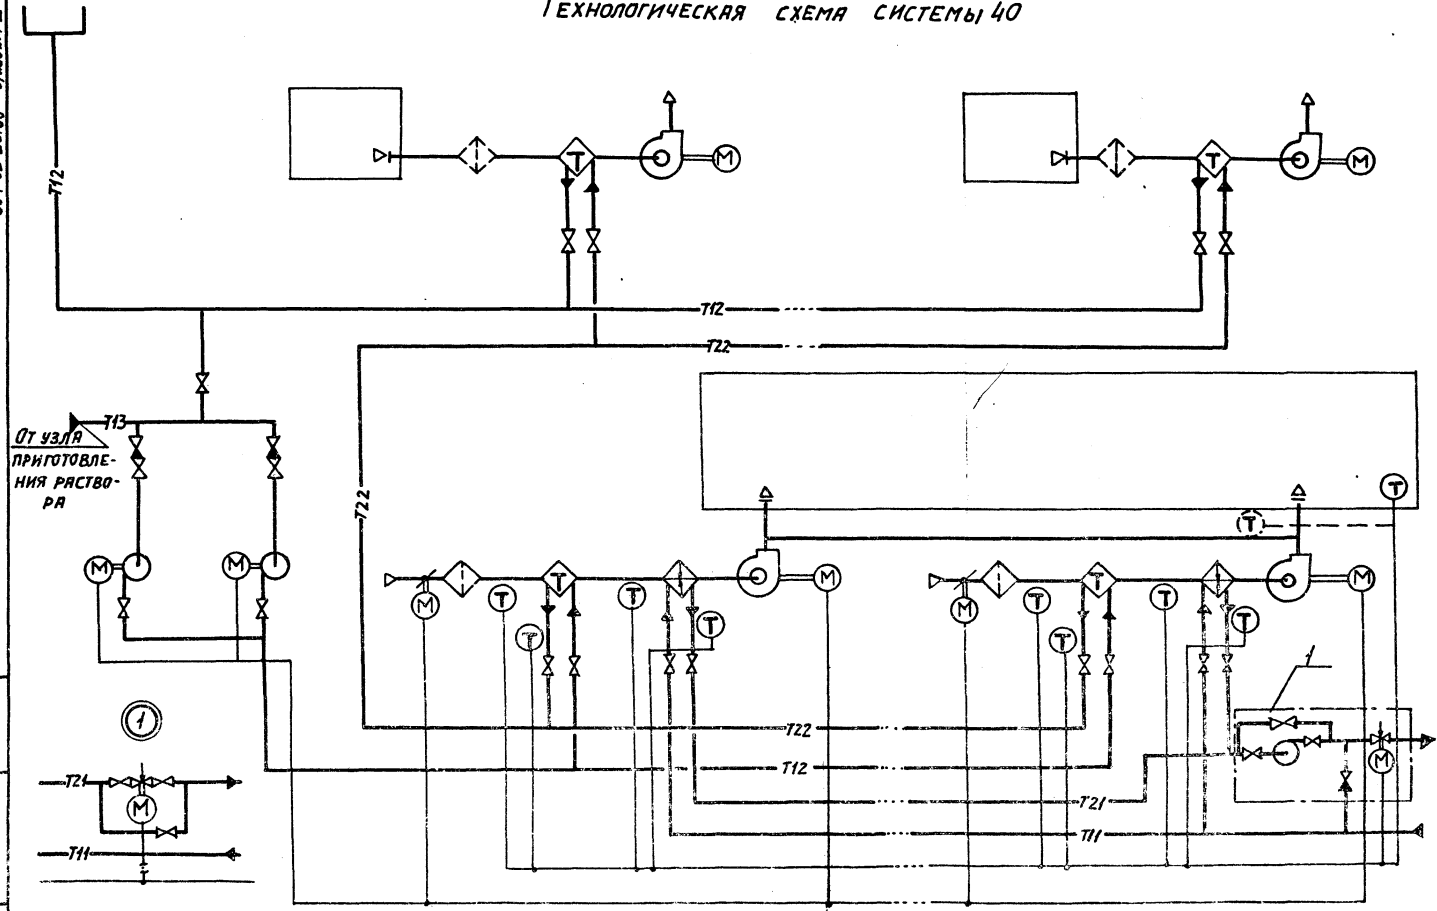 ТЕХНОЛОГИЧЕСКАЯ СХЕМА СИСТЕМЫ 40
T T
М М
Т12
Т12
Т22
Т13
ОТ УЗЛА
ПРИГОТОВЛЕ-
НИЯ РАСТВО-
РА
Т22
T
T
М М
T М T М
М T T T М T T T
T T
1
1
Т22
Т12
М
Т21
Т21
М
Т11
Т11